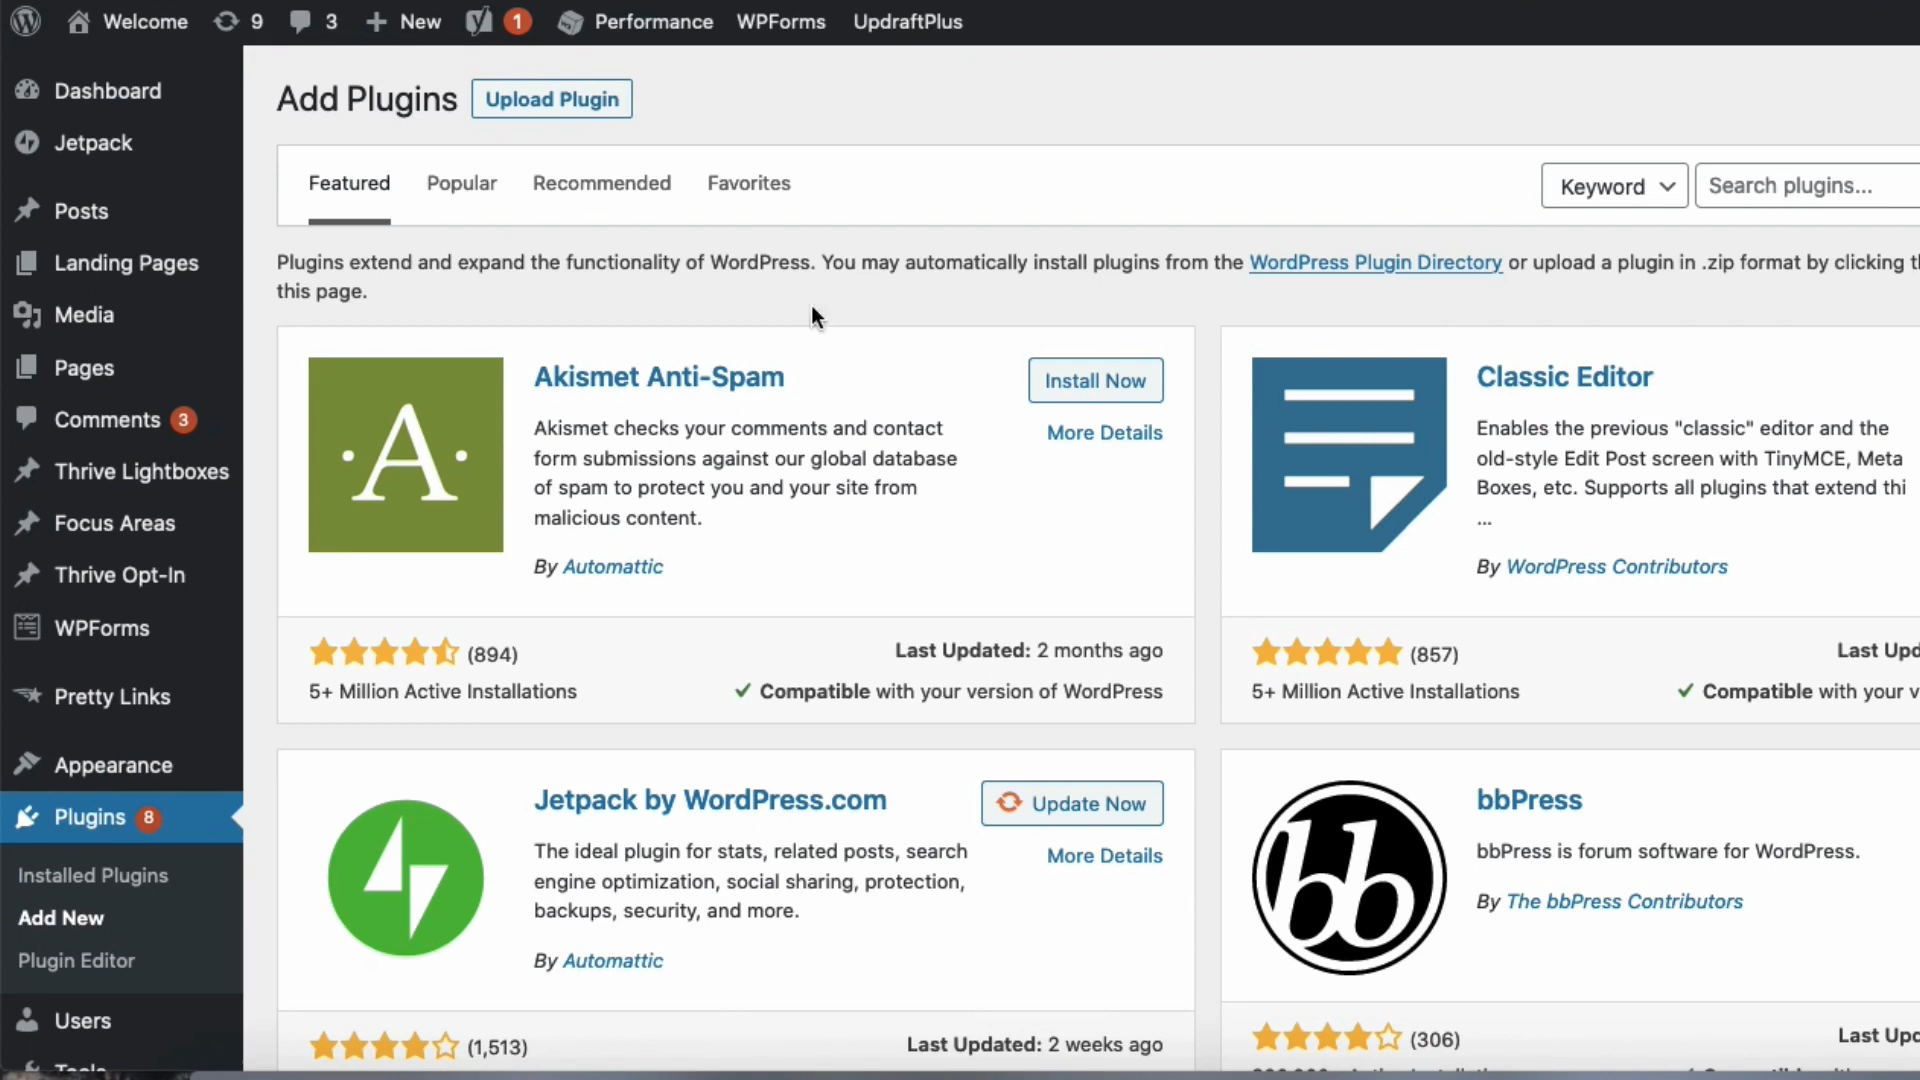 Welcome 9 3 New 1 Performance WPForms UpdraftPlus
Dashboard
Jetpack
Posts
Landing Pages
Media
Pages
Comments 3
Thrive Lightboxes
Focus Areas
Thrive Opt-In
WPForms
Pretty Links
Appearance
Plugins 8
Installed Plugins
Add New
Plugin Editor
Users
Tools
Add Plugins Upload Plugin
Featured Popular Recommended Favorites Keyword Search plugins...
Plugins extend and expand the functionality of WordPress. You may automatically install plugins from the WordPress Plugin Directory or upload a plugin in .zip format by clicking
this page.
A
Akismet Anti-Spam
Install Now
More Details
Akismet checks your comments and contact
form submissions against our global database
of spam to protect you and your site from
malicious content.
By Automattic
(894)
Last Updated: 2 months ago
5+ Million Active Installations
Compatible with your version of WordPress
Classic Editor
Enables the previous "classic" editor and the
old-style Edit Post screen with TinyMCE, Meta
Boxes, etc. Supports all plugins that extend thi
...
By WordPress Contributors
(857)
Last Upd
5+ Million Active Installations
Compatible with your v
Jetpack by WordPress.com
Update Now
More Details
The ideal plugin for stats, related posts, search
engine optimization, social sharing, protection,
backups, security, and more.
By Automattic
(1,513)
Last Updated: 2 weeks ago
bb
bbPress
bbPress is forum software for WordPress.
By The bbPress Contributors
(306)
Last Upd